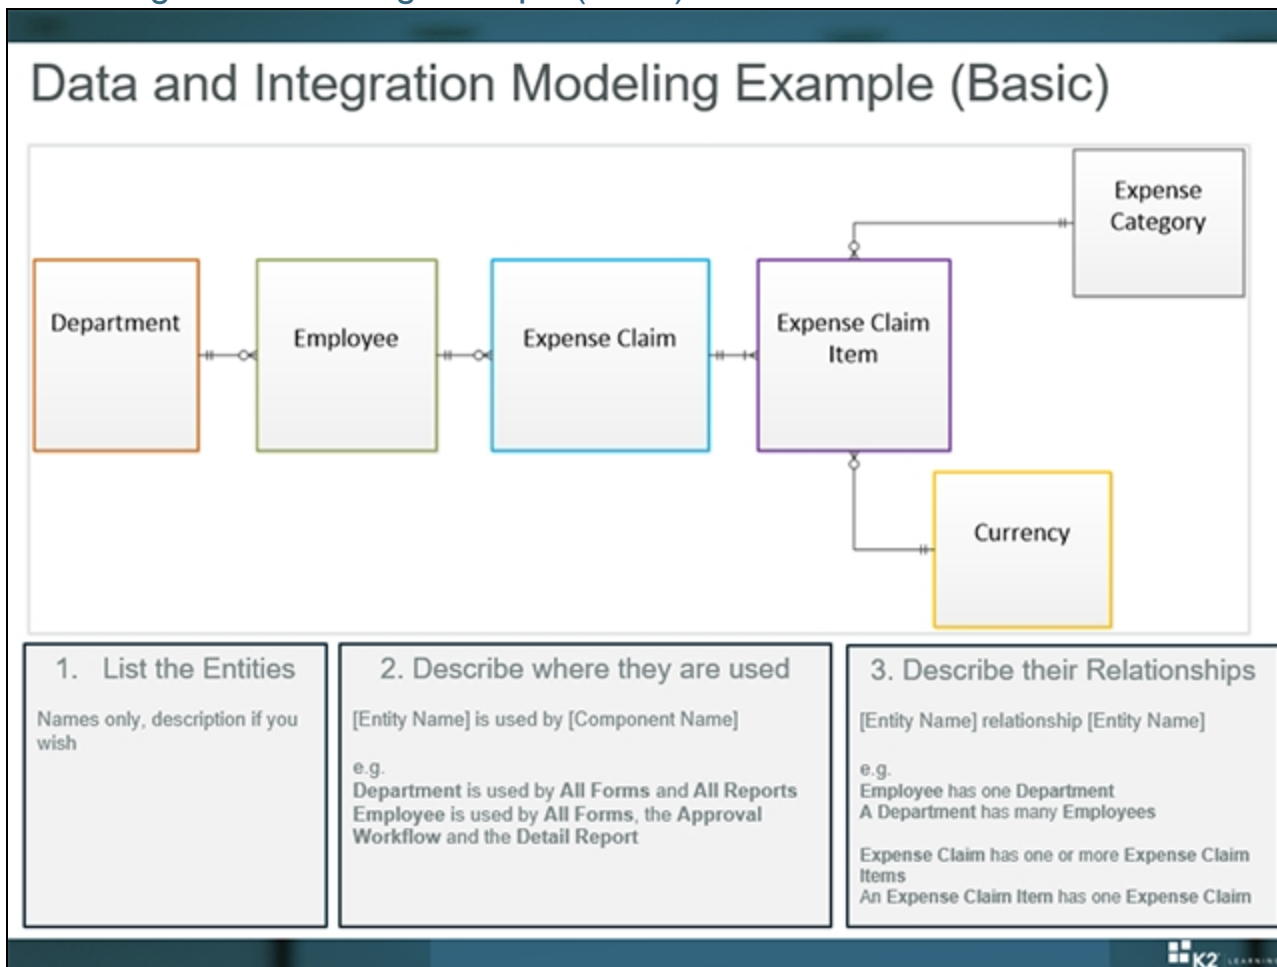 Data and Integration Modeling Example (Basic)
Expense
Category
Department
Employee
Expense Claim
Expense Claim
Item
Currency
1. List the Entities
Names only, description if you
wish
2. Describe where they are used
[Entity Name] is used by [Component Name]
e.g.
Department is used by All Forms and All Reports
Employee is used by All Forms, the Approval
Workflow and the Detail Report
3. Describe their Relationships
[Entity Name] relationship [Entity Name]
e.g.
Employee has one Department
A Department has many Employees
Expense Claim has one or more Expense Claim
Items
An Expense Claim Item has one Expense Claim
K2 LEARNING